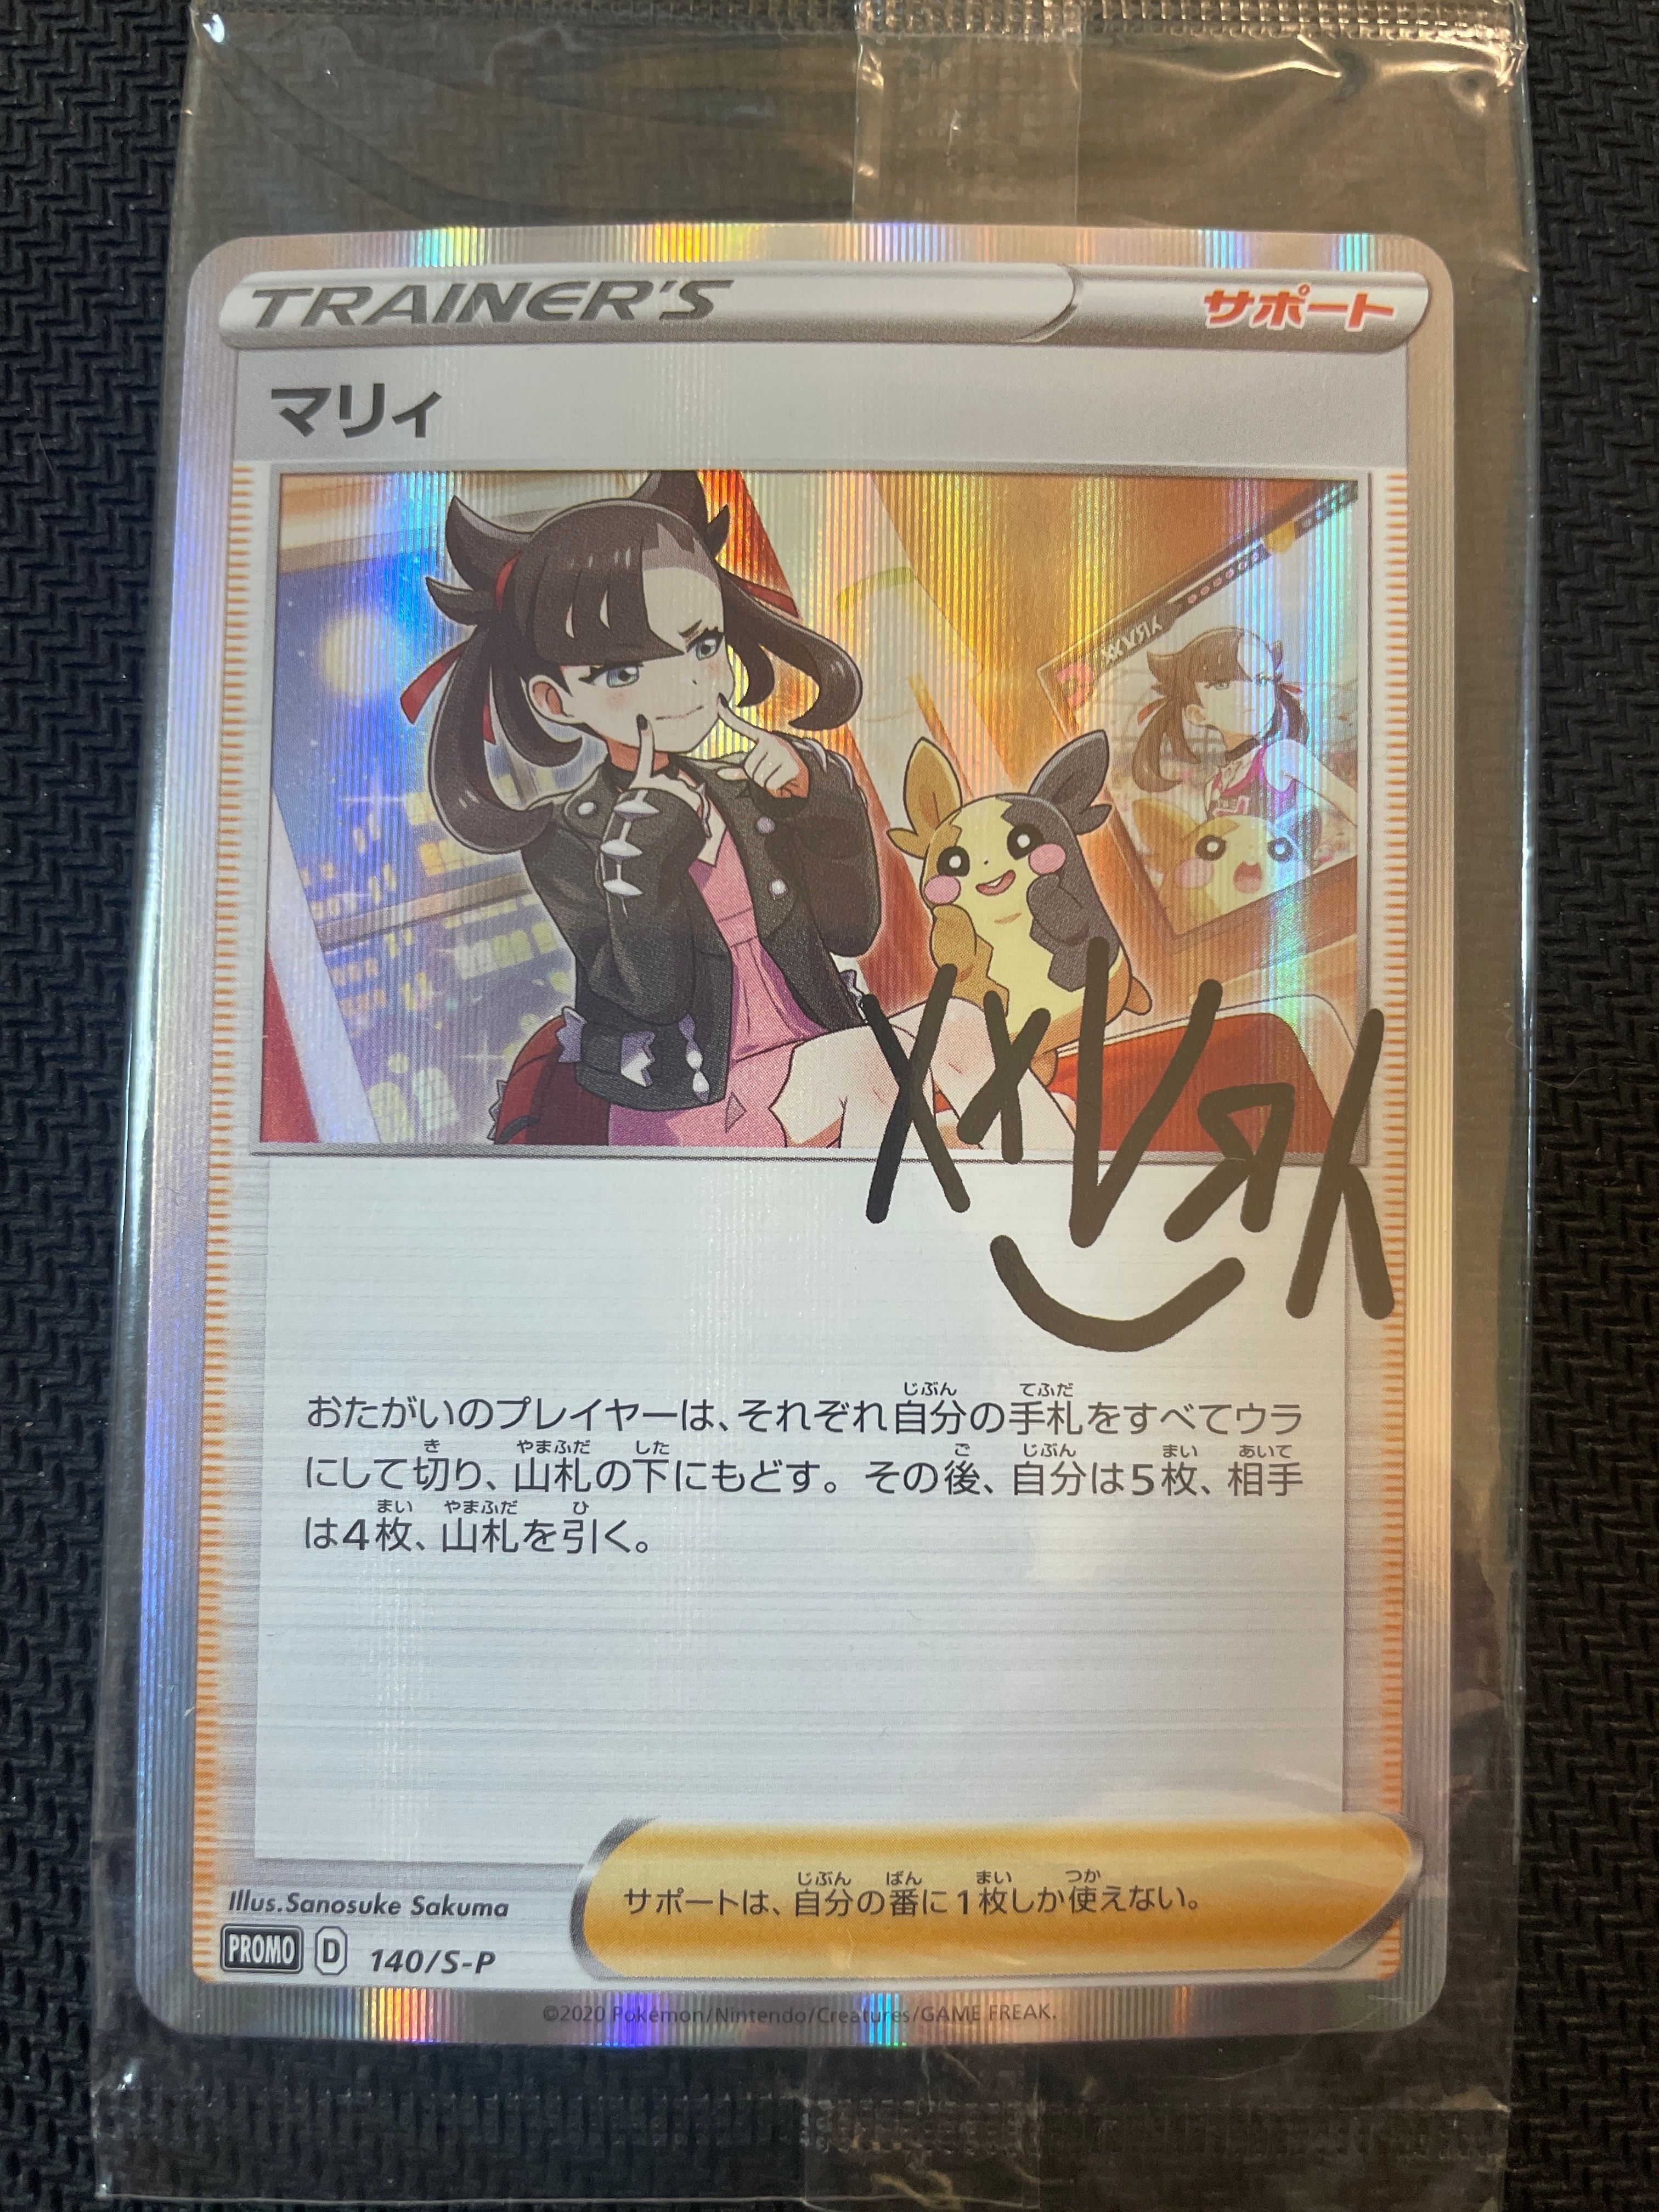 TRAINER'S
サポート
マリィ
おたがいのプレイヤーは、それぞれ自分の手札をすべてウラ
にして切り、山札の下にもどす。その後、自分は5枚、相手
は4枚、山札を引く。
サポートは、自分の番に1枚しか使えない。
Illus.Sanosuke Sakuma
PROMO D 140/S-P
©2020 Pokémon/Nintendo/Creatures/GAME FREAK.